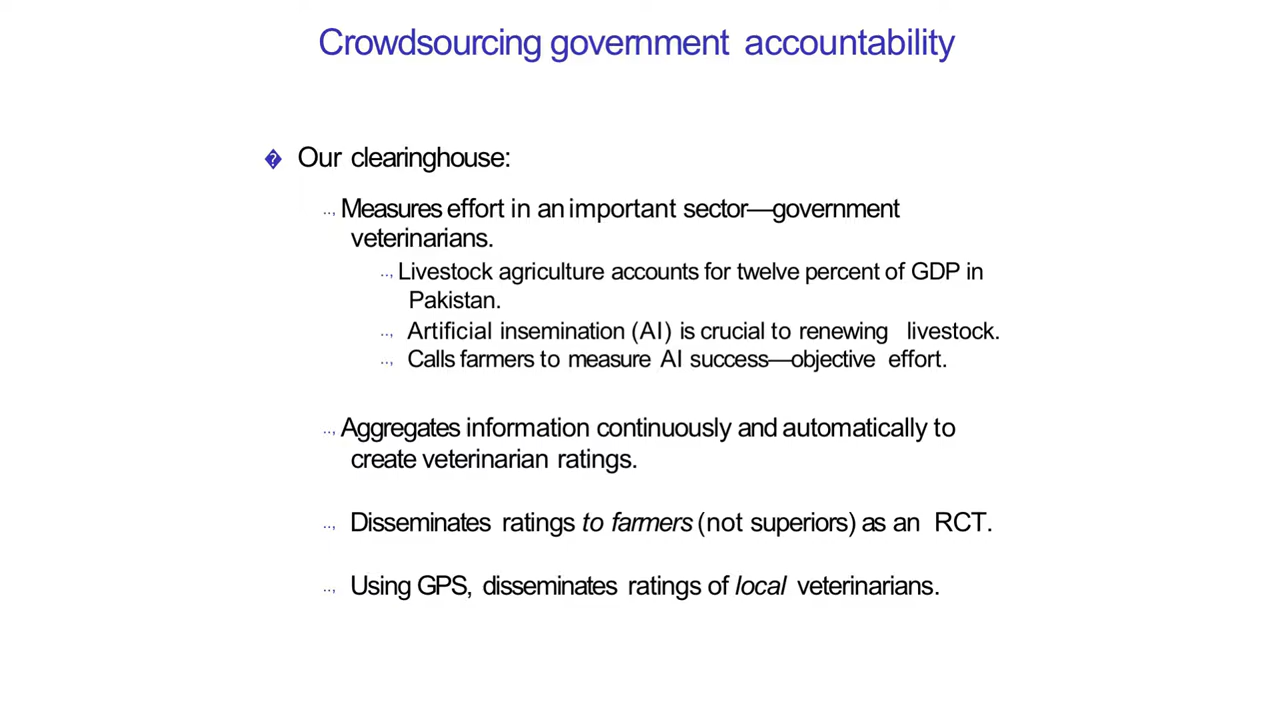 Crowdsourcing government accountability
� Our clearinghouse:
.., Measures effort in an important sector—government
veterinarians.
.., Livestock agriculture accounts for twelve percent of GDP in
Pakistan.
.., Artificial insemination (AI) is crucial to renewing livestock.
.., Calls farmers to measure AI success—objective effort.
.., Aggregates information continuously and automatically to
create veterinarian ratings.
.., Disseminates ratings to farmers (not superiors) as an RCT.
.., Using GPS, disseminates ratings of local veterinarians.